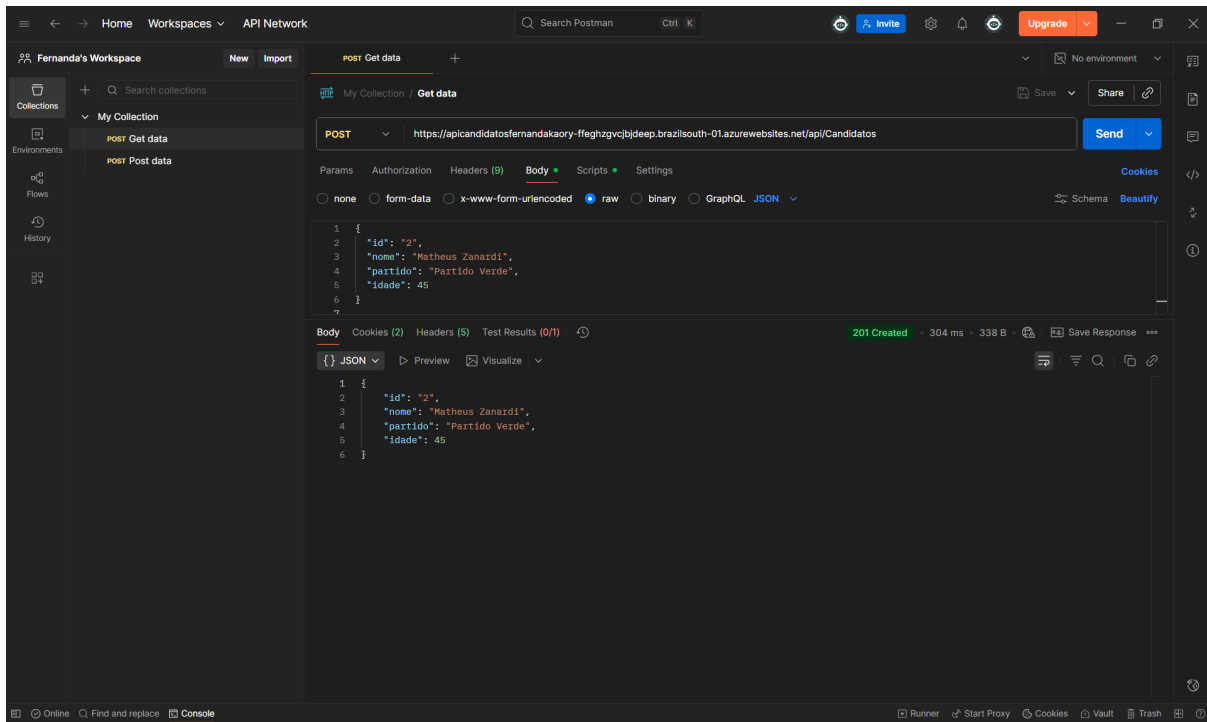 Home Workspaces API Network Search Postman Ctrl K Invite Upgrade
Fernanda's Workspace New Import POST Get data No environment
Collections
Environments
Flows
History
Search collections
My Collection
POST Get data
POST Post data
HTTP My Collection / Get data Save Share
POST https://apicandidatosfernandakaory-ffeghzgvcjbjdeep.brazilsouth-01.azurewebsites.net/api/Candidatos Send
Params Authorization Headers (9) Body Scripts Settings Cookies
none form-data x-www-form-urlencoded raw binary GraphQL JSON Schema Beautify
1 {
2 "id": "2",
3 "nome": "Matheus Zanardi",
4 "partido": "Partido Verde",
5 "idade": 45
6 }
7
Body Cookies (2) Headers (5) Test Results (0/1) 201 Created 304 ms 338 B Save Response
{} JSON Preview Visualize
1 {
2 "id": "2",
3 "nome": "Matheus Zanardi",
4 "partido": "Partido Verde",
5 "idade": 45
6 }
Online Find and replace Console Runner Start Proxy Cookies Vault Trash